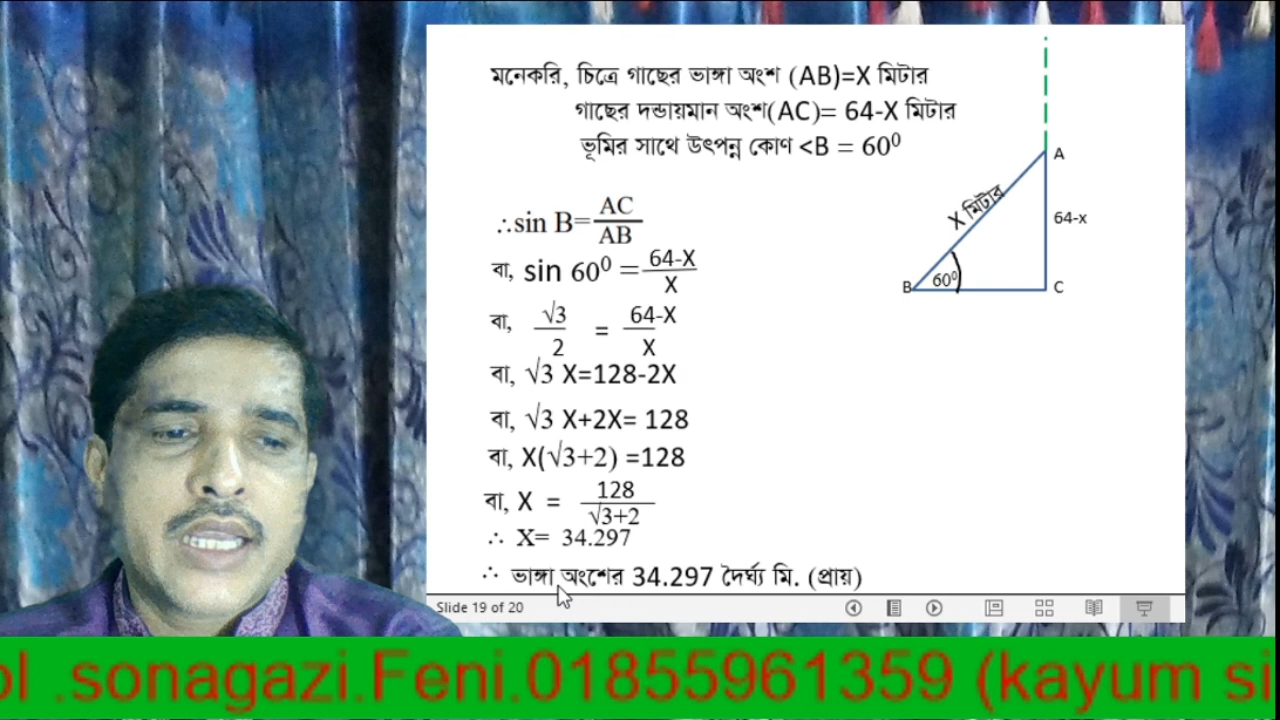 মনেকরি, চিত্রে গাছের ভাঙ্গা অংশ (AB)=X মিটার
গাছের দন্ডায়মান অংশ(AC)= 64-X মিটার
ভূমির সাথে উৎপন্ন কোণ <B = 60⁰
∴sin B= AC/AB
বা, sin 60⁰ = 64-X/X
বা, √3/2 = 64-X/X
বা, √3 X=128-2X
বা, √3 X+2X= 128
বা, X(√3+2) =128
বা, X = 128/√3+2
∴ X= 34.297
∴ ভাঙ্গা অংশের 34.297 দৈর্ঘ্য মি. (প্রায়)
A
X মিটার
64-x
B
60⁰
C
Slide 19 of 20
ol .sonagazi.Feni.01855961359 (kayum si